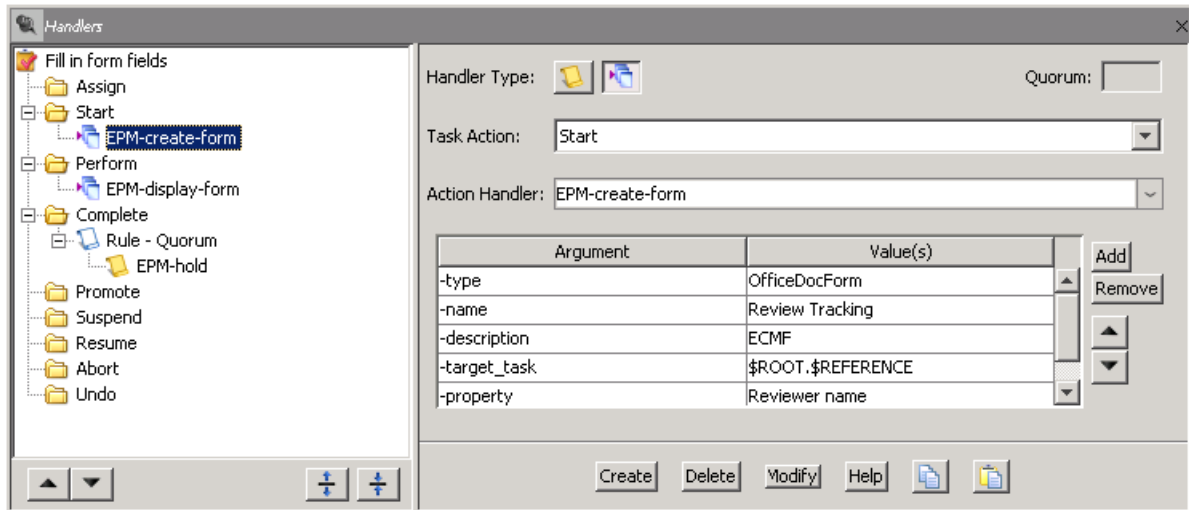 Handlers
Fill in form fields
Assign
Start
EPM-create-form
Perform
EPM-display-form
Complete
Rule - Quorum
EPM-hold
Promote
Suspend
Resume
Abort
Undo
Handler Type:
Quorum:
Task Action: Start
Action Handler: EPM-create-form
Argument Value(s)
-type OfficeDocForm
-name Review Tracking
-description ECMF
-target_task $ROOT.$REFERENCE
-property Reviewer name
Add
Remove
Create Delete Modify Help